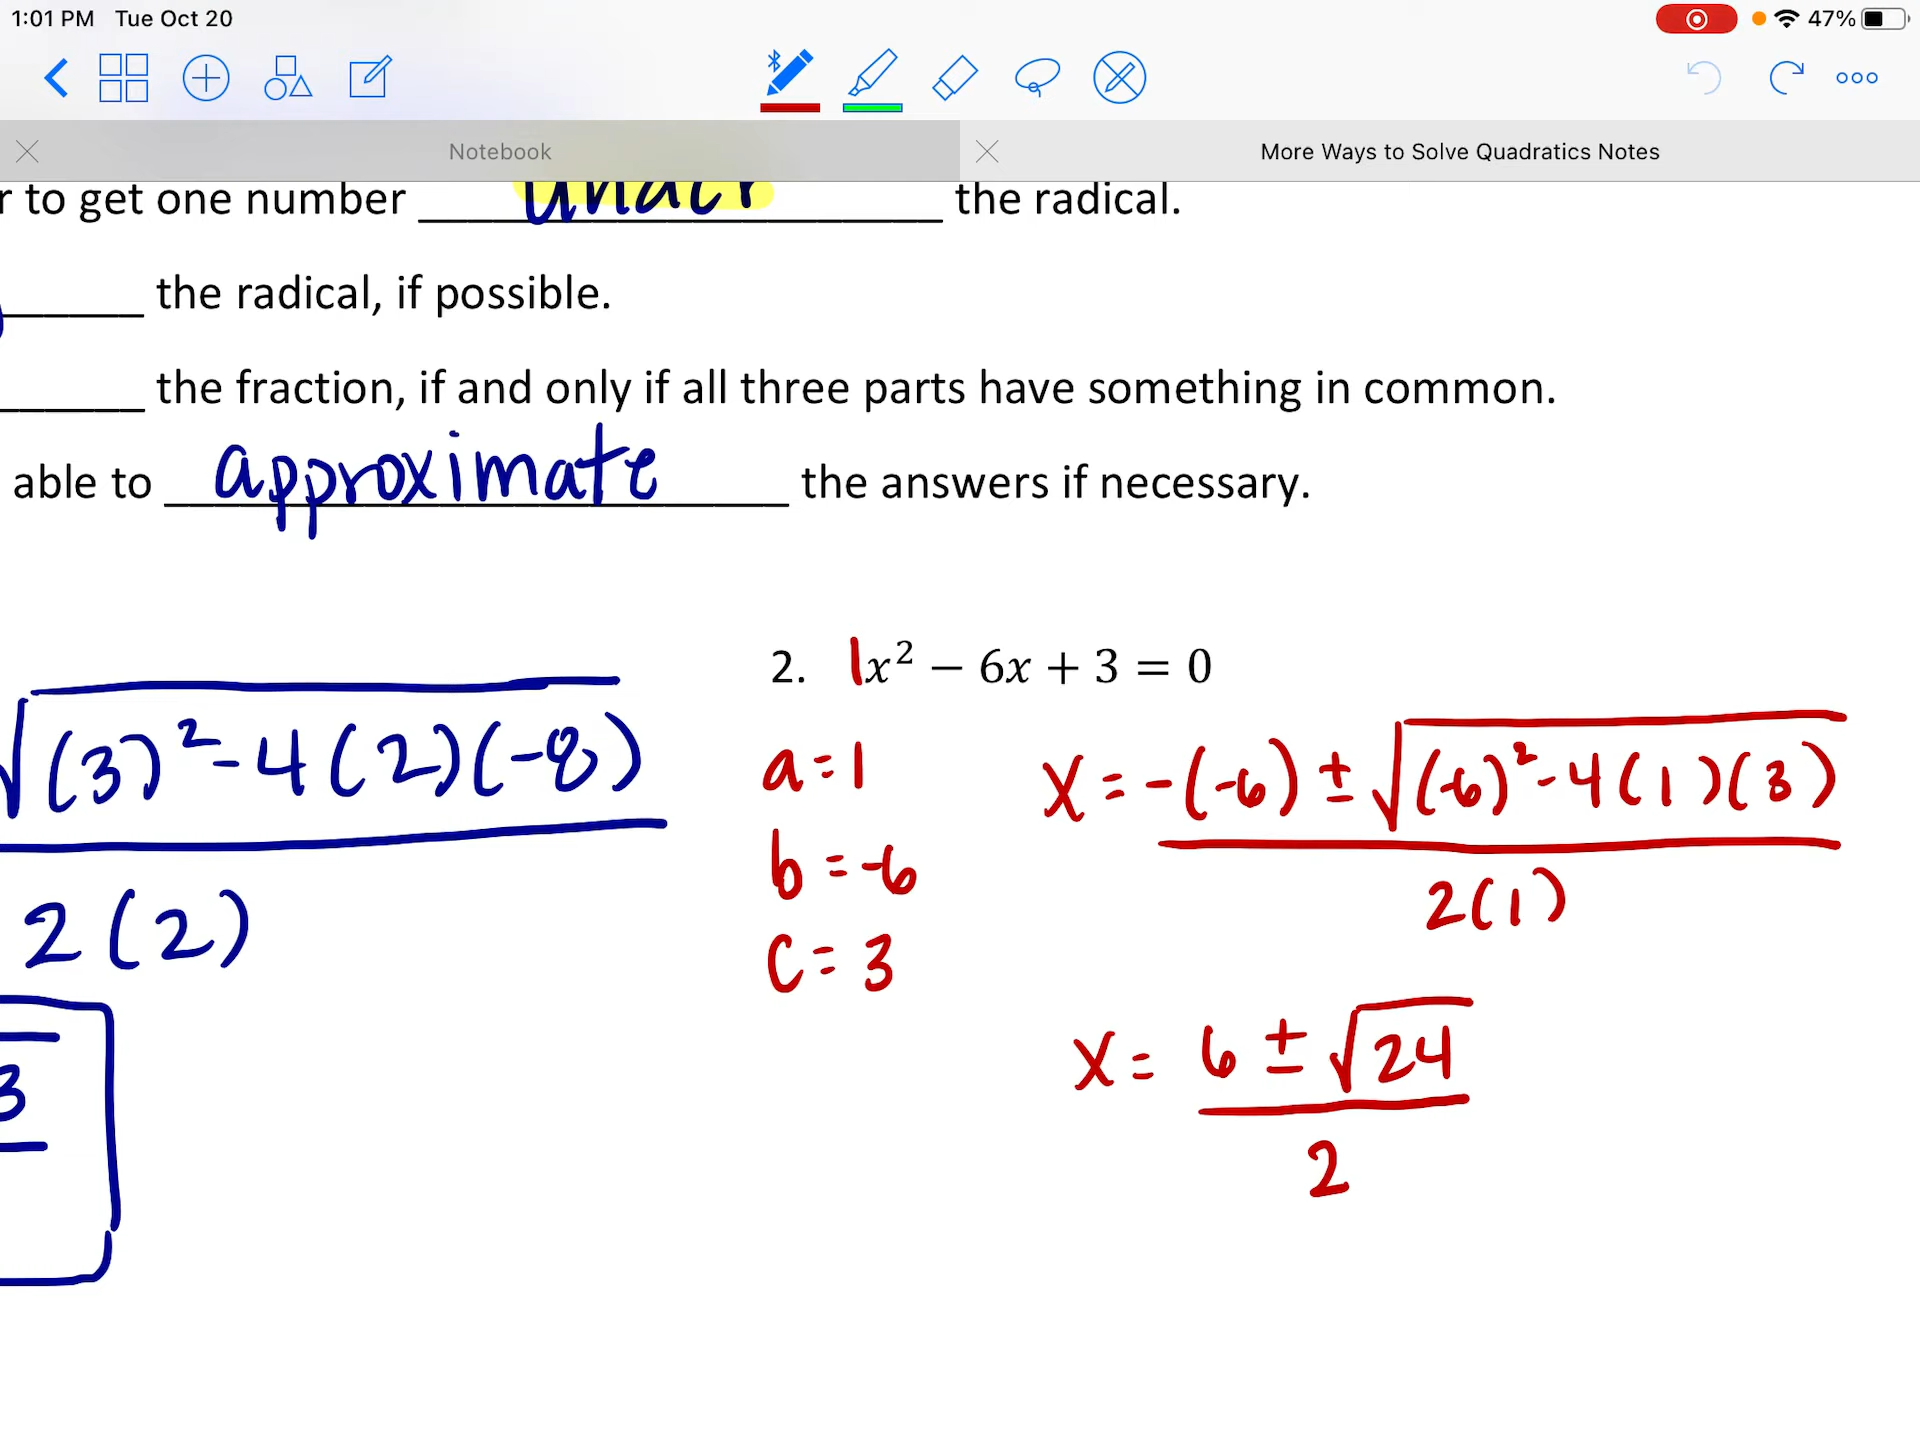 1:01 PM Tue Oct 20
47%
Notebook
More Ways to Solve Quadratics Notes
r to get one number under the radical.
the radical, if possible.
the fraction, if and only if all three parts have something in common.
able to approximate the answers if necessary.
√(3)² - 4(2)(-8)
2(2)
3
2. 1x² − 6x + 3 = 0
a = 1
b = -6
c = 3
x = -(-6) ± √(-6)² - 4(1)(3)
2(1)
x = 6 ± √24
2